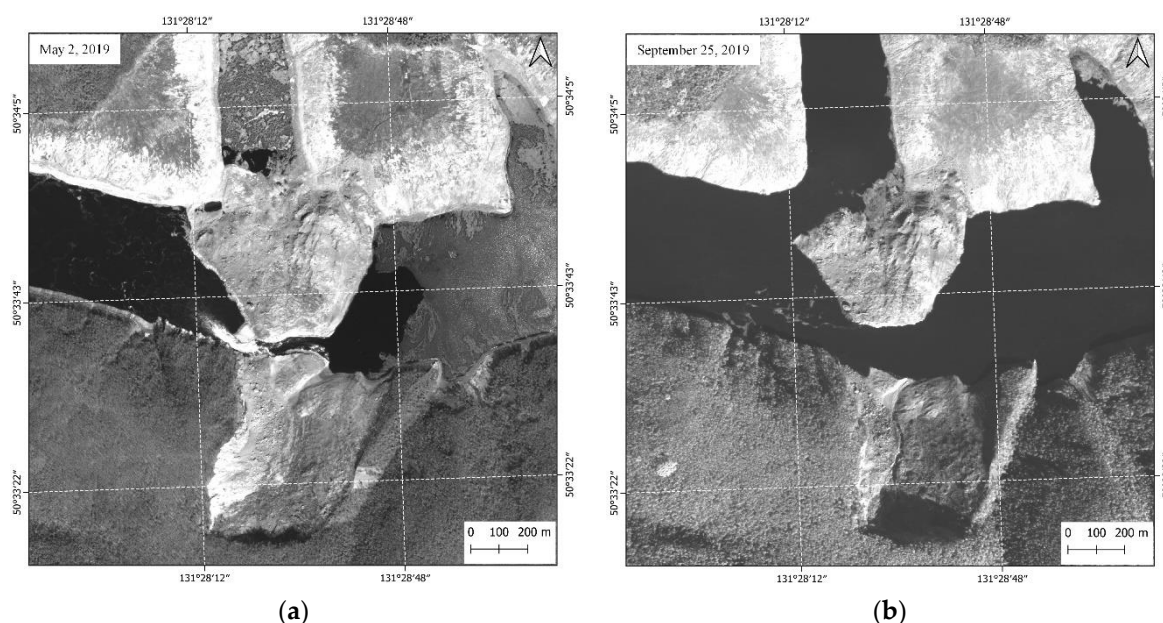 131°28′12″ 131°28′48″
May 2, 2019
50°34′5″ 50°34′5″
50°33′43″ 50°33′43″
50°33′22″ 50°33′22″
0 100 200 m
131°28′12″ 131°28′48″
(a)
131°28′12″ 131°28′48″
September 25, 2019
50°34′5″
50°33′43″
50°33′22″
0 100 200 m
131°28′12″ 131°28′48″
(b)